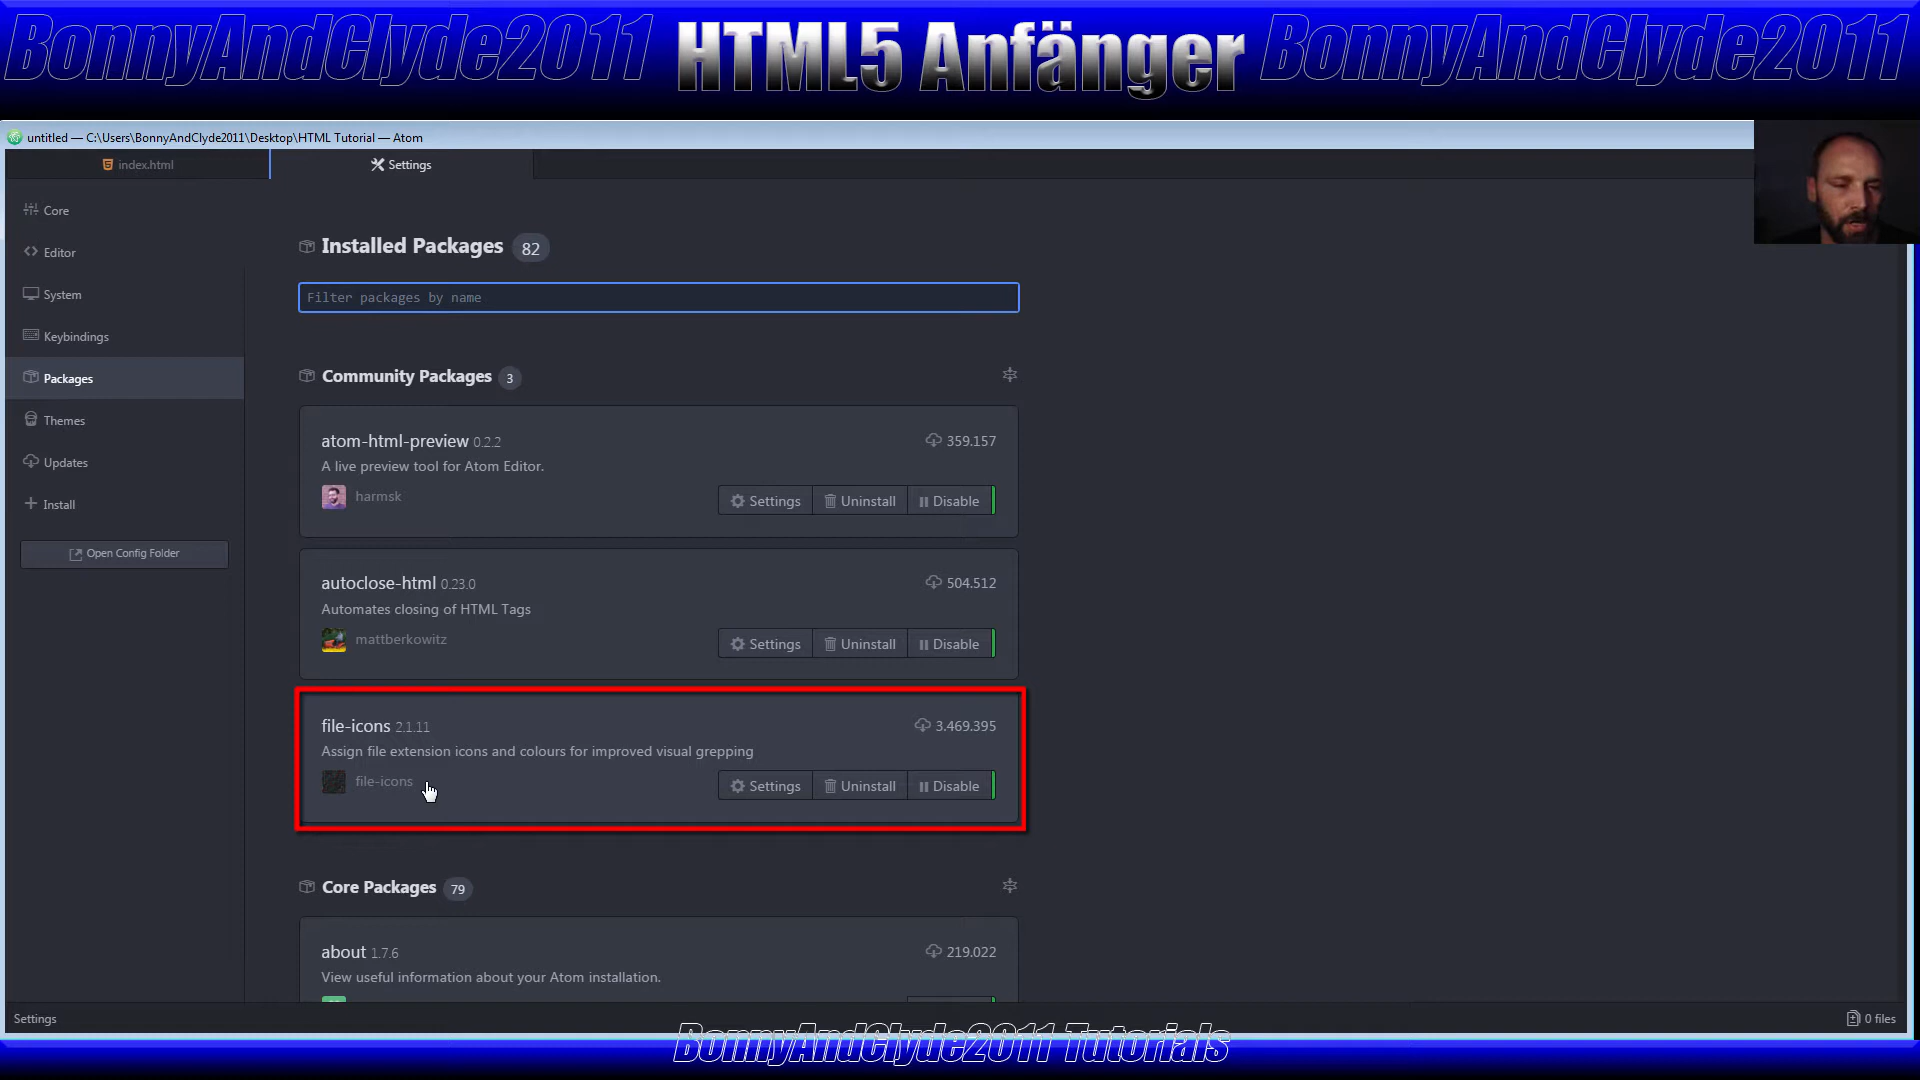 BonnyAndClyde2011 HTML5 Anfänger BonnyAndClyde2011
untitled — C:\Users\BonnyAndClyde2011\Desktop\HTML Tutorial — Atom
index.html
Settings
Core
Editor
System
Keybindings
Packages
Themes
Updates
Install
Open Config Folder
Installed Packages 82
Filter packages by name
Community Packages 3
atom-html-preview 0.2.2 359.157
A live preview tool for Atom Editor.
harmsk
Settings Uninstall Disable
autoclose-html 0.23.0 504.512
Automates closing of HTML Tags
mattberkowitz
Settings Uninstall Disable
file-icons 2.1.11 3.469.395
Assign file extension icons and colours for improved visual grepping
file-icons
Settings Uninstall Disable
Core Packages 79
about 1.7.6 219.022
View useful information about your Atom installation.
Settings 0 files
BonnyAndClyde2011 Tutorials